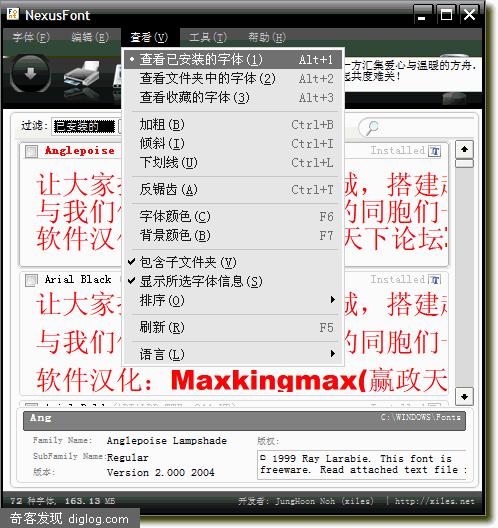 NexusFont
字体(F) 编辑(E) 查看(V) 工具(T) 帮助(H)
查看已安装的字体(1) Alt+1
查看文件夹中的字体(2) Alt+2
查看收藏的字体(3) Alt+3
加粗(B) Ctrl+B
倾斜(I) Ctrl+I
下划线(U) Ctrl+L
反锯齿(A) Ctrl+T
字体颜色(C) F6
背景颜色(B) F7
包含子文件夹(Y)
显示所选字体信息(S)
排序(O)
刷新(R) F5
语言(L)
一方汇集爱心与温暖的方舟.
共度难关!
过滤: 已安装的
Anglepoise Installed
让大家 城，搭建起
与我们 的同胞们一
软件汉 天下论坛
Arial Black Installed
让大家 城，搭建起
与我们 的同胞们一
软件汉化：Maxkingmax(赢政天
Ang C:\WINDOWS\Fonts
Family Name: Anglepoise Lampshade 版权:
SubFamily Name: Regular © 1999 Ray Larabie. This font is
版本: Version 2.000 2004 freeware. Read attached text file
72 种字体, 163.13 MB 开发者: JungHoon Noh (xiles) | http://xiles.net
奇客发现 diglog.com